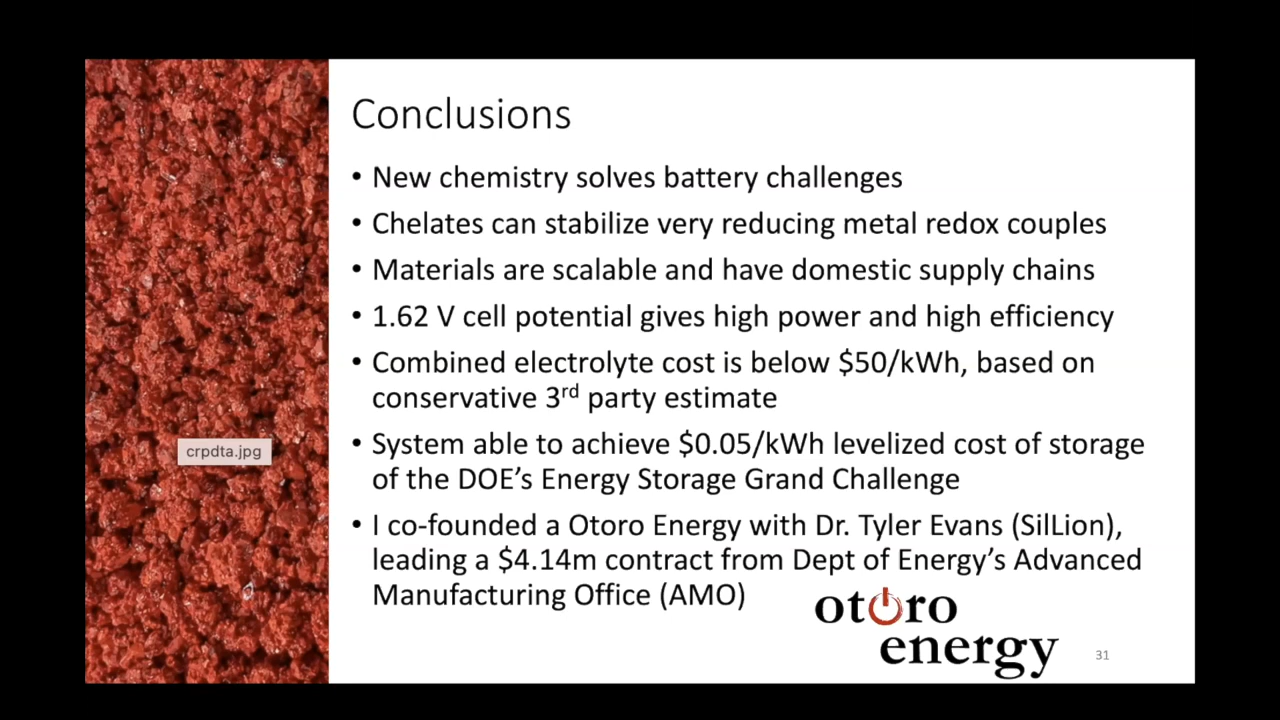 Conclusions
• New chemistry solves battery challenges
• Chelates can stabilize very reducing metal redox couples
• Materials are scalable and have domestic supply chains
• 1.62 V cell potential gives high power and high efficiency
• Combined electrolyte cost is below $50/kWh, based on
conservative 3rd party estimate
• System able to achieve $0.05/kWh levelized cost of storage
of the DOE’s Energy Storage Grand Challenge
• I co-founded a Otoro Energy with Dr. Tyler Evans (SilLion),
leading a $4.14m contract from Dept of Energy’s Advanced
Manufacturing Office (AMO)
crpdta.jpg
otoro
energy
31